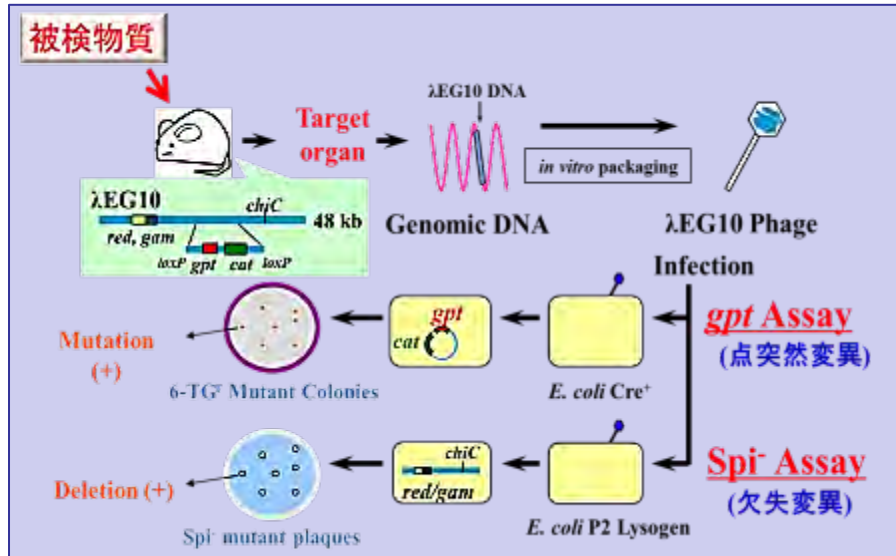 被検物質
λEG10 DNA
Target
organ
in vitro packaging
λEG10
chiC
48 kb
red, gam
loxP gpt cat loxP
Genomic DNA
λEG10 Phage
Infection
gpt
cat
gpt Assay
(点突然変異)
Mutation
(+)
6-TGʳ Mutant Colonies
E. coli Cre⁺
chiC
red/gam
Spi⁻ Assay
(欠失変異)
Deletion (+)
Spi⁻ mutant plaques
E. coli P2 Lysogen